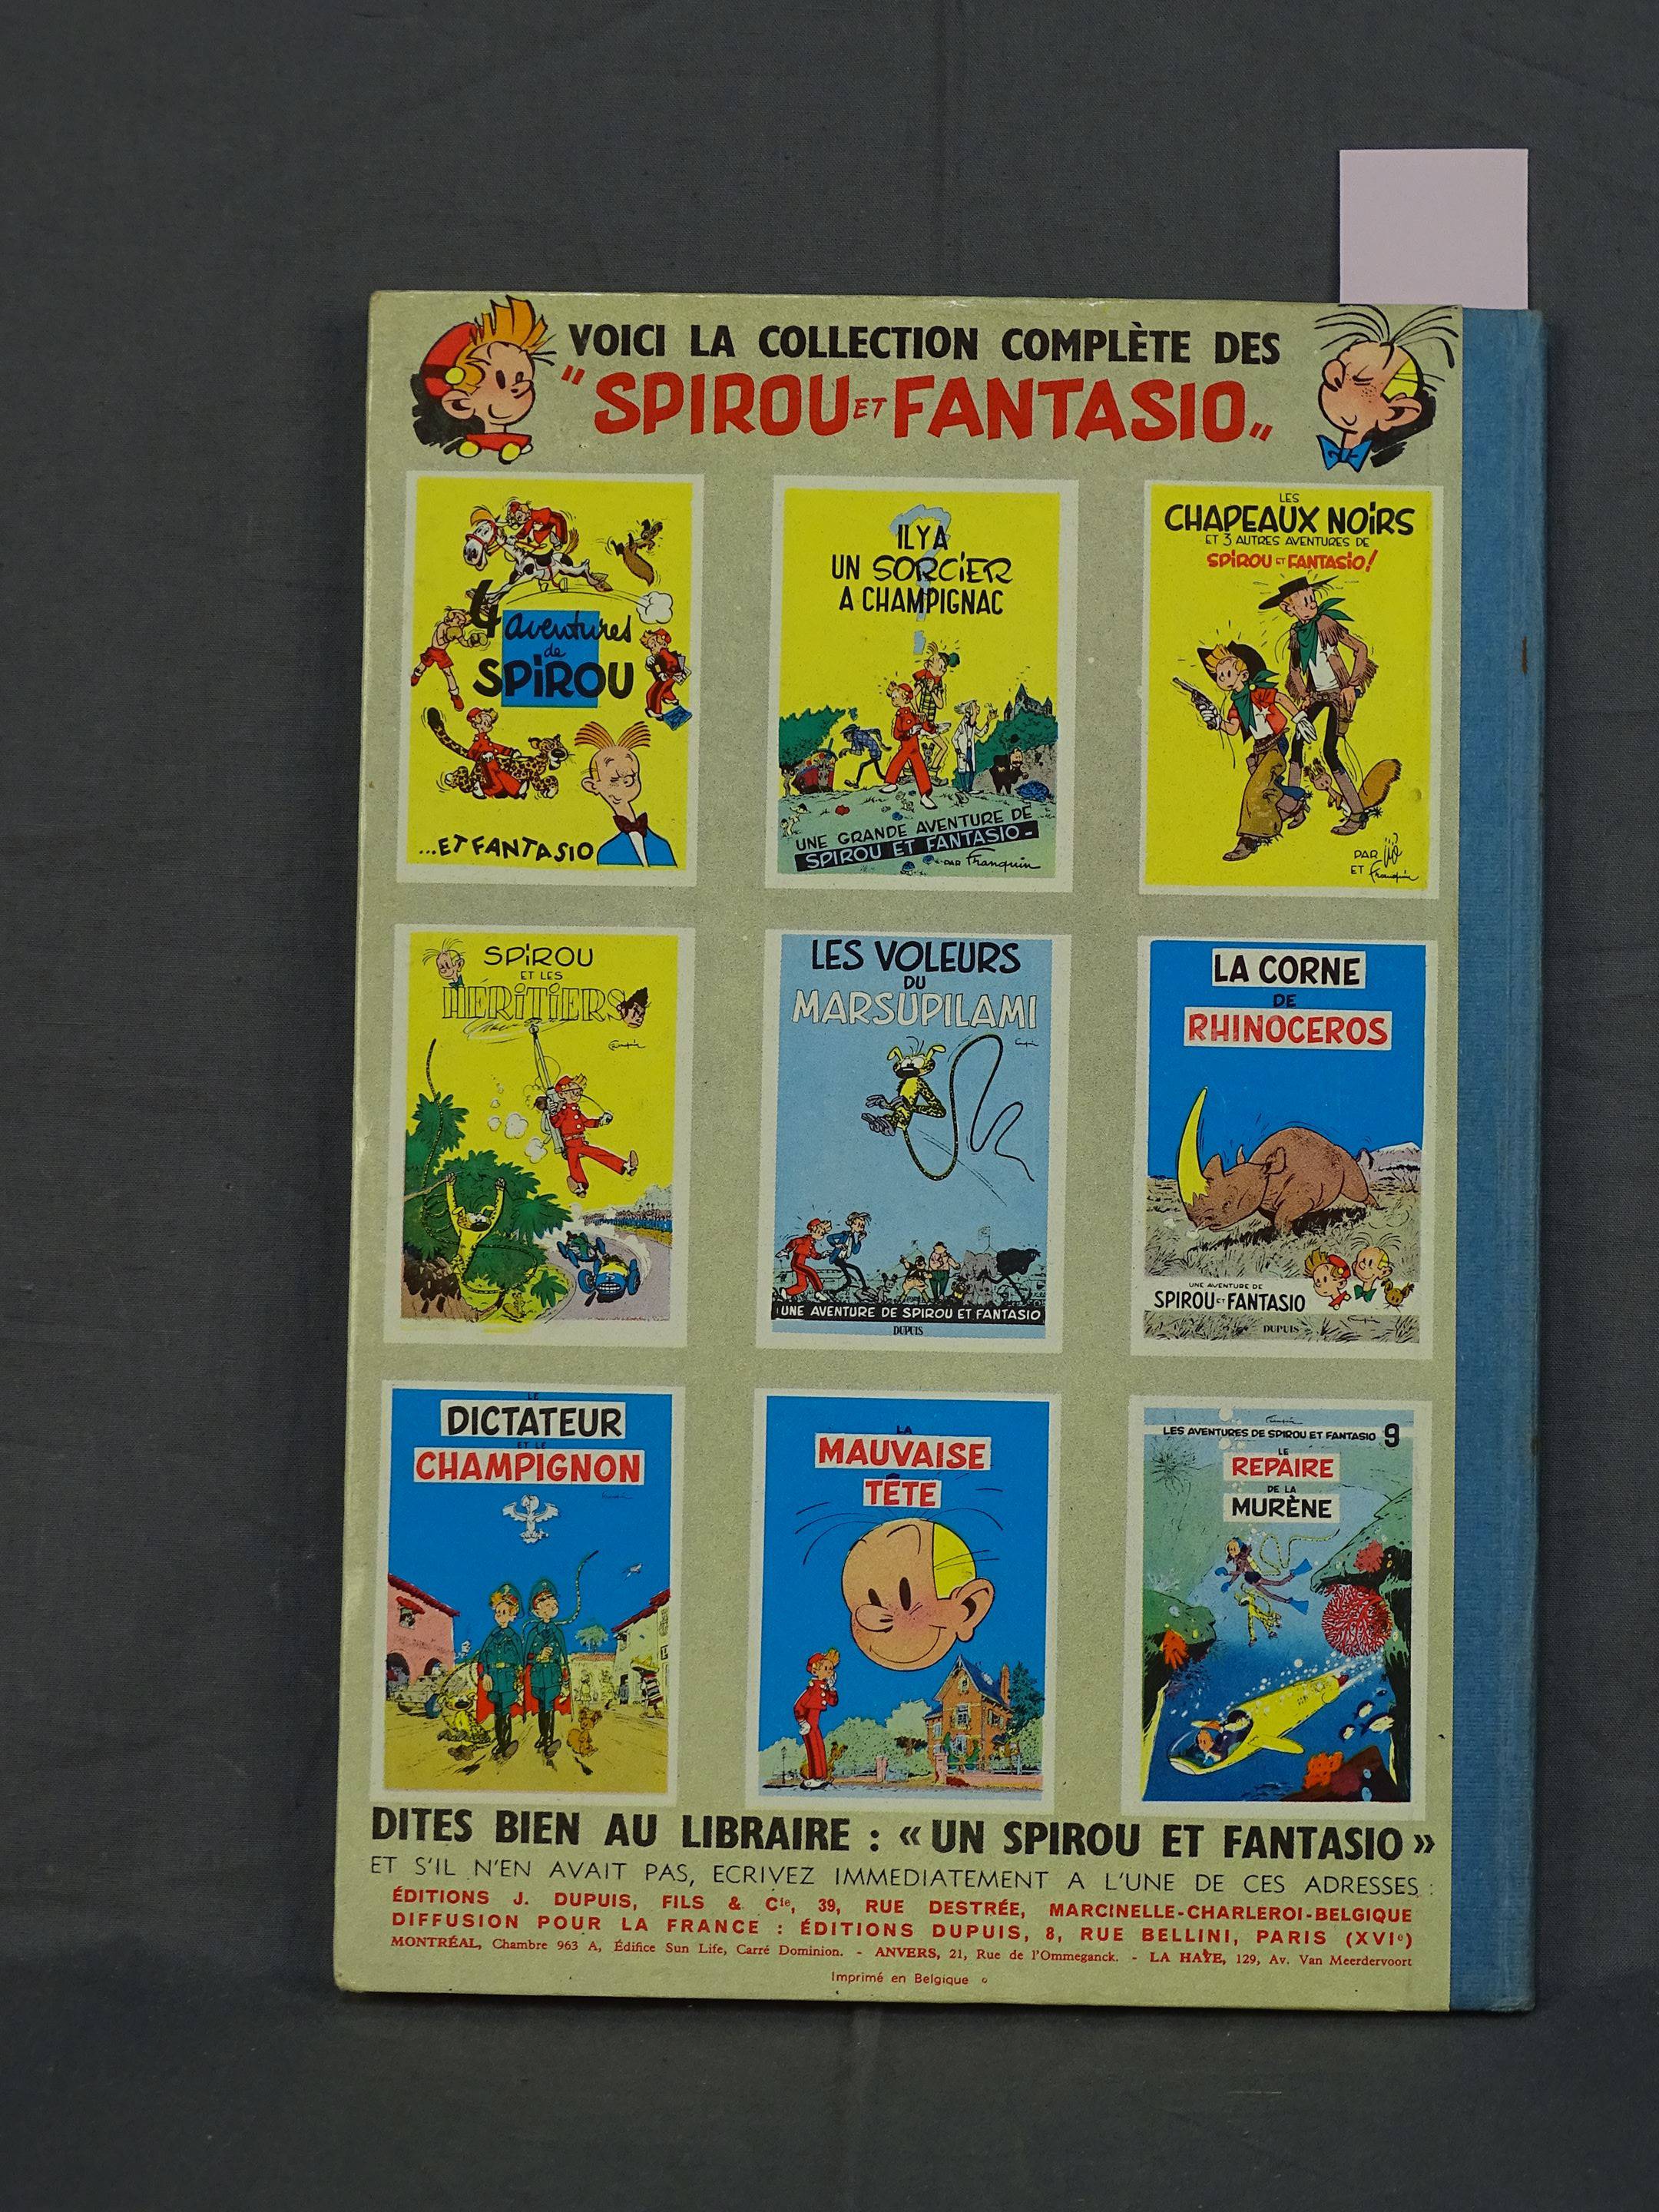 VOICI LA COLLECTION COMPLÈTE DES
"SPIROU ET FANTASIO"
4 aventures
de
SPIROU
...ET FANTASIO
IL Y A
UN SORCIER
A CHAMPIGNAC
UNE GRANDE AVENTURE DE
SPIROU ET FANTASIO -
PAR Franquin
LES
CHAPEAUX NOIRS
ET 3 AUTRES AVENTURES DE
SPIROU ET FANTASIO!
PAR Jijé
ET Franquin
SPIROU
ET LES
HÉRITIERS
Franquin
LES VOLEURS
DU
MARSUPILAMI
UNE AVENTURE DE SPIROU ET FANTASIO
DUPUIS
LA CORNE
DE
RHINOCEROS
UNE AVENTURE DE
SPIROU ET FANTASIO
DUPUIS
LE
DICTATEUR
ET LE
CHAMPIGNON
LA
MAUVAISE
TÊTE
LES AVENTURES DE SPIROU ET FANTASIO 9
LE
REPAIRE
DE LA
MURÈNE
DITES BIEN AU LIBRAIRE : « UN SPIROU ET FANTASIO »
ET S'IL N'EN AVAIT PAS, ECRIVEZ IMMEDIATEMENT A L'UNE DE CES ADRESSES :
ÉDITIONS J. DUPUIS, FILS & Cie, 39, RUE DESTRÉE, MARCINELLE-CHARLEROI-BELGIQUE
DIFFUSION POUR LA FRANCE : ÉDITIONS DUPUIS, 8, RUE BELLINI, PARIS (XVIe)
MONTRÉAL, Chambre 963 A, Édifice Sun Life, Carré Dominion. - ANVERS, 21, Rue de l'Ommeganck. - LA HAYE, 129, Av. Van Meerdervoort
Imprimé en Belgique